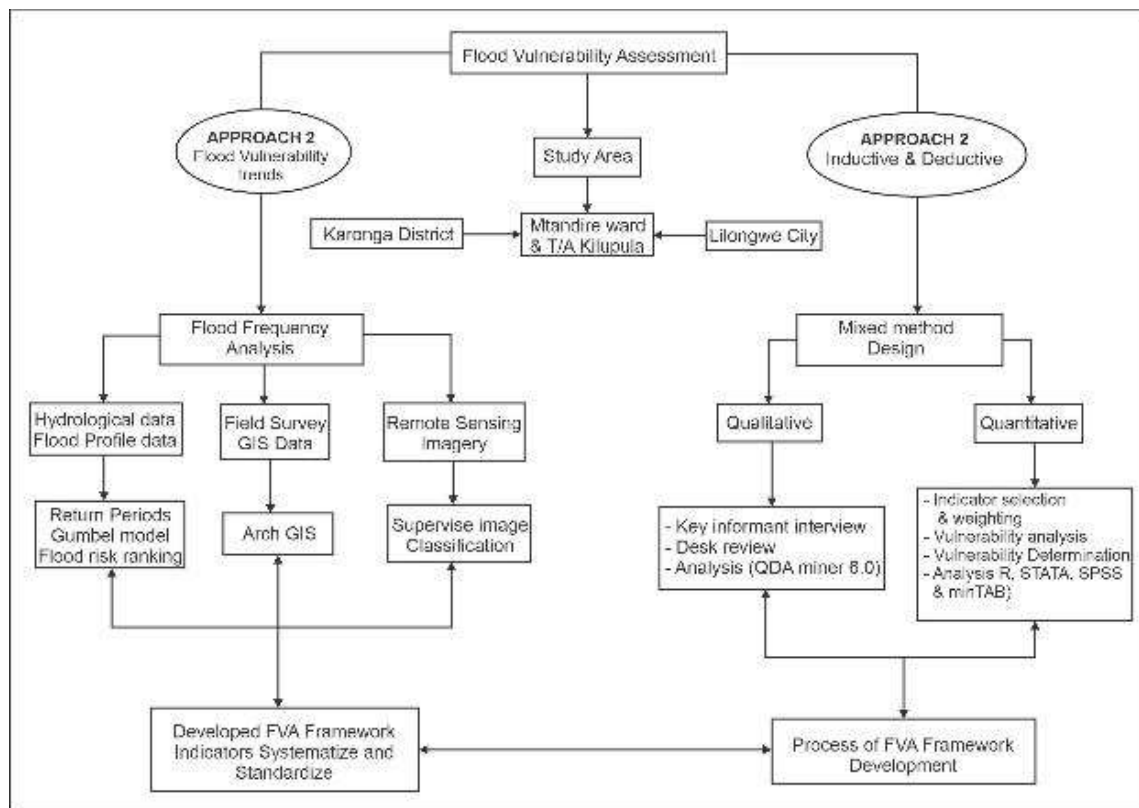 Flood Vulnerability Assessment
APPROACH 2
Flood Vulnerability
trends
Study Area
APPROACH 2
Inductive & Deductive
Karonga District
Mtandire ward
& T/A Kilupula
Lilongwe City
Flood Frequency
Analysis
Mixed method
Design
Hydrological data
Flood Profile data
Field Survey
GIS Data
Remote Sensing
Imagery
Qualitative
Quantitative
Return Periods
Gumbel model
Flood risk ranking
Arch GIS
Supervise image
Classification
- Key informant interview
- Desk review
- Analysis (QDA miner 6.0)
- Indicator selection
& weighting
- Vulnerability analysis
- Vulnerability Determination
- Analysis R, STATA, SPSS
& minTAB)
Developed FVA Framework
Indicators Systematize and
Standardize
Process of FVA Framework
Development